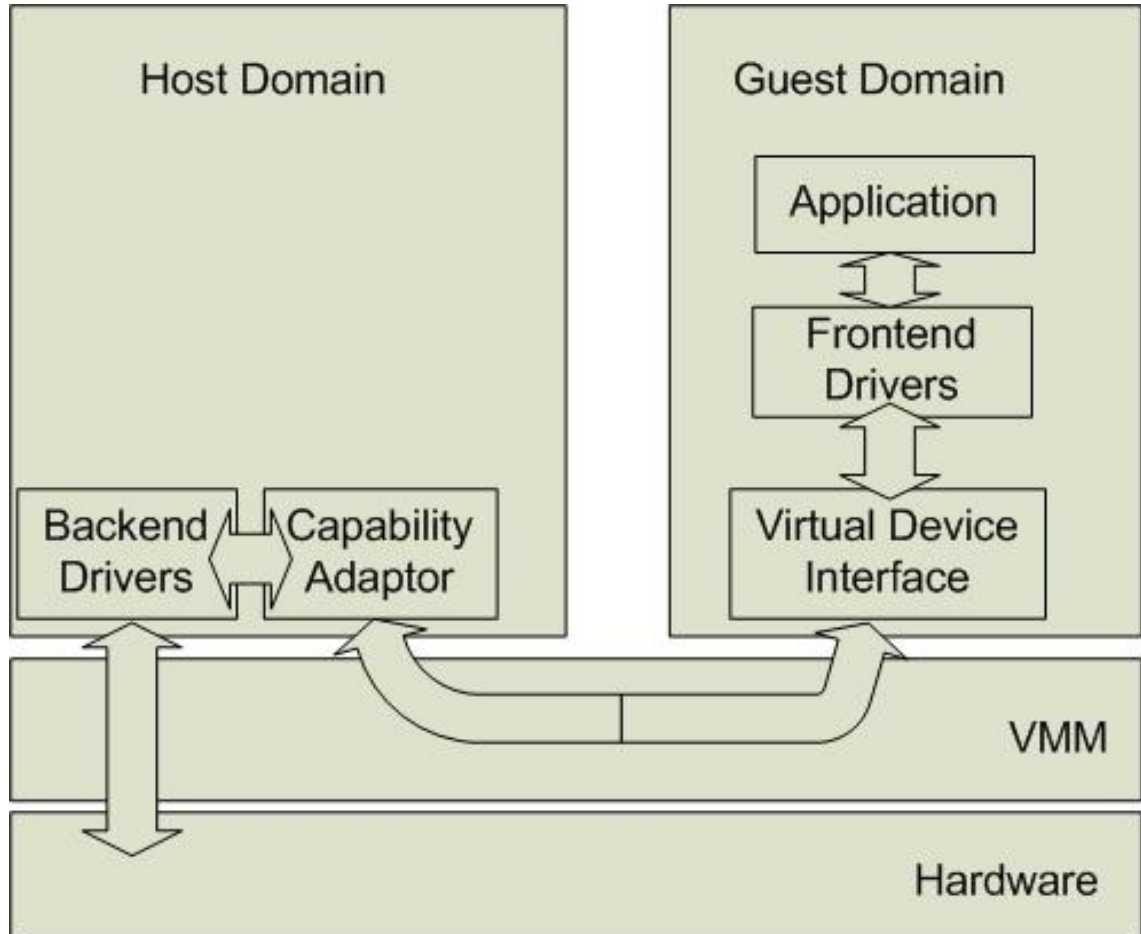 Host Domain
Guest Domain
Application
Frontend
Drivers
Backend
Drivers
Capability
Adaptor
Virtual Device
Interface
VMM
Hardware